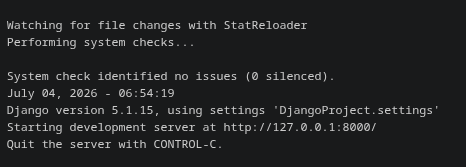 Watching for file changes with StatReloader
Performing system checks...
System check identified no issues (0 silenced).
July 04, 2026 - 06:54:19
Django version 5.1.15, using settings 'DjangoProject.settings'
Starting development server at http://127.0.0.1:8000/
Quit the server with CONTROL-C.